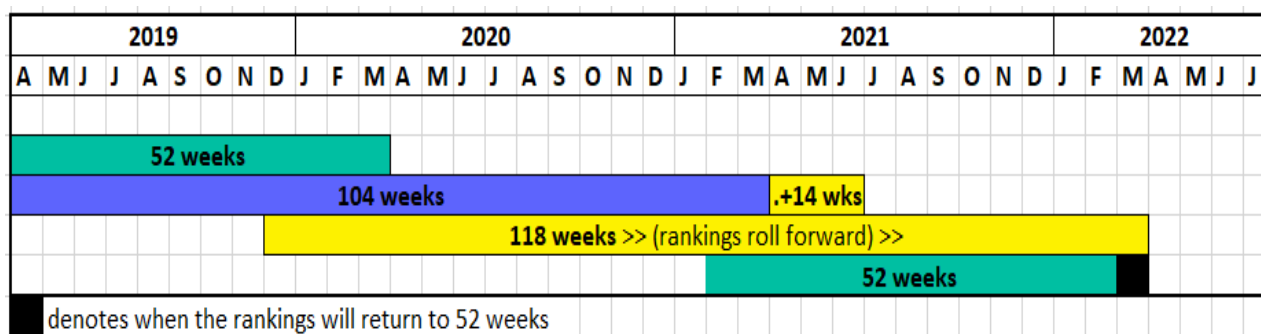 2019 2020 2021 2022
A M J J A S O N D J F M A M J J A S O N D J F M A M J J A S O N D J F M A M J J
52 weeks
104 weeks .+14 wks
118 weeks >> (rankings roll forward) >>
52 weeks
denotes when the rankings will return to 52 weeks